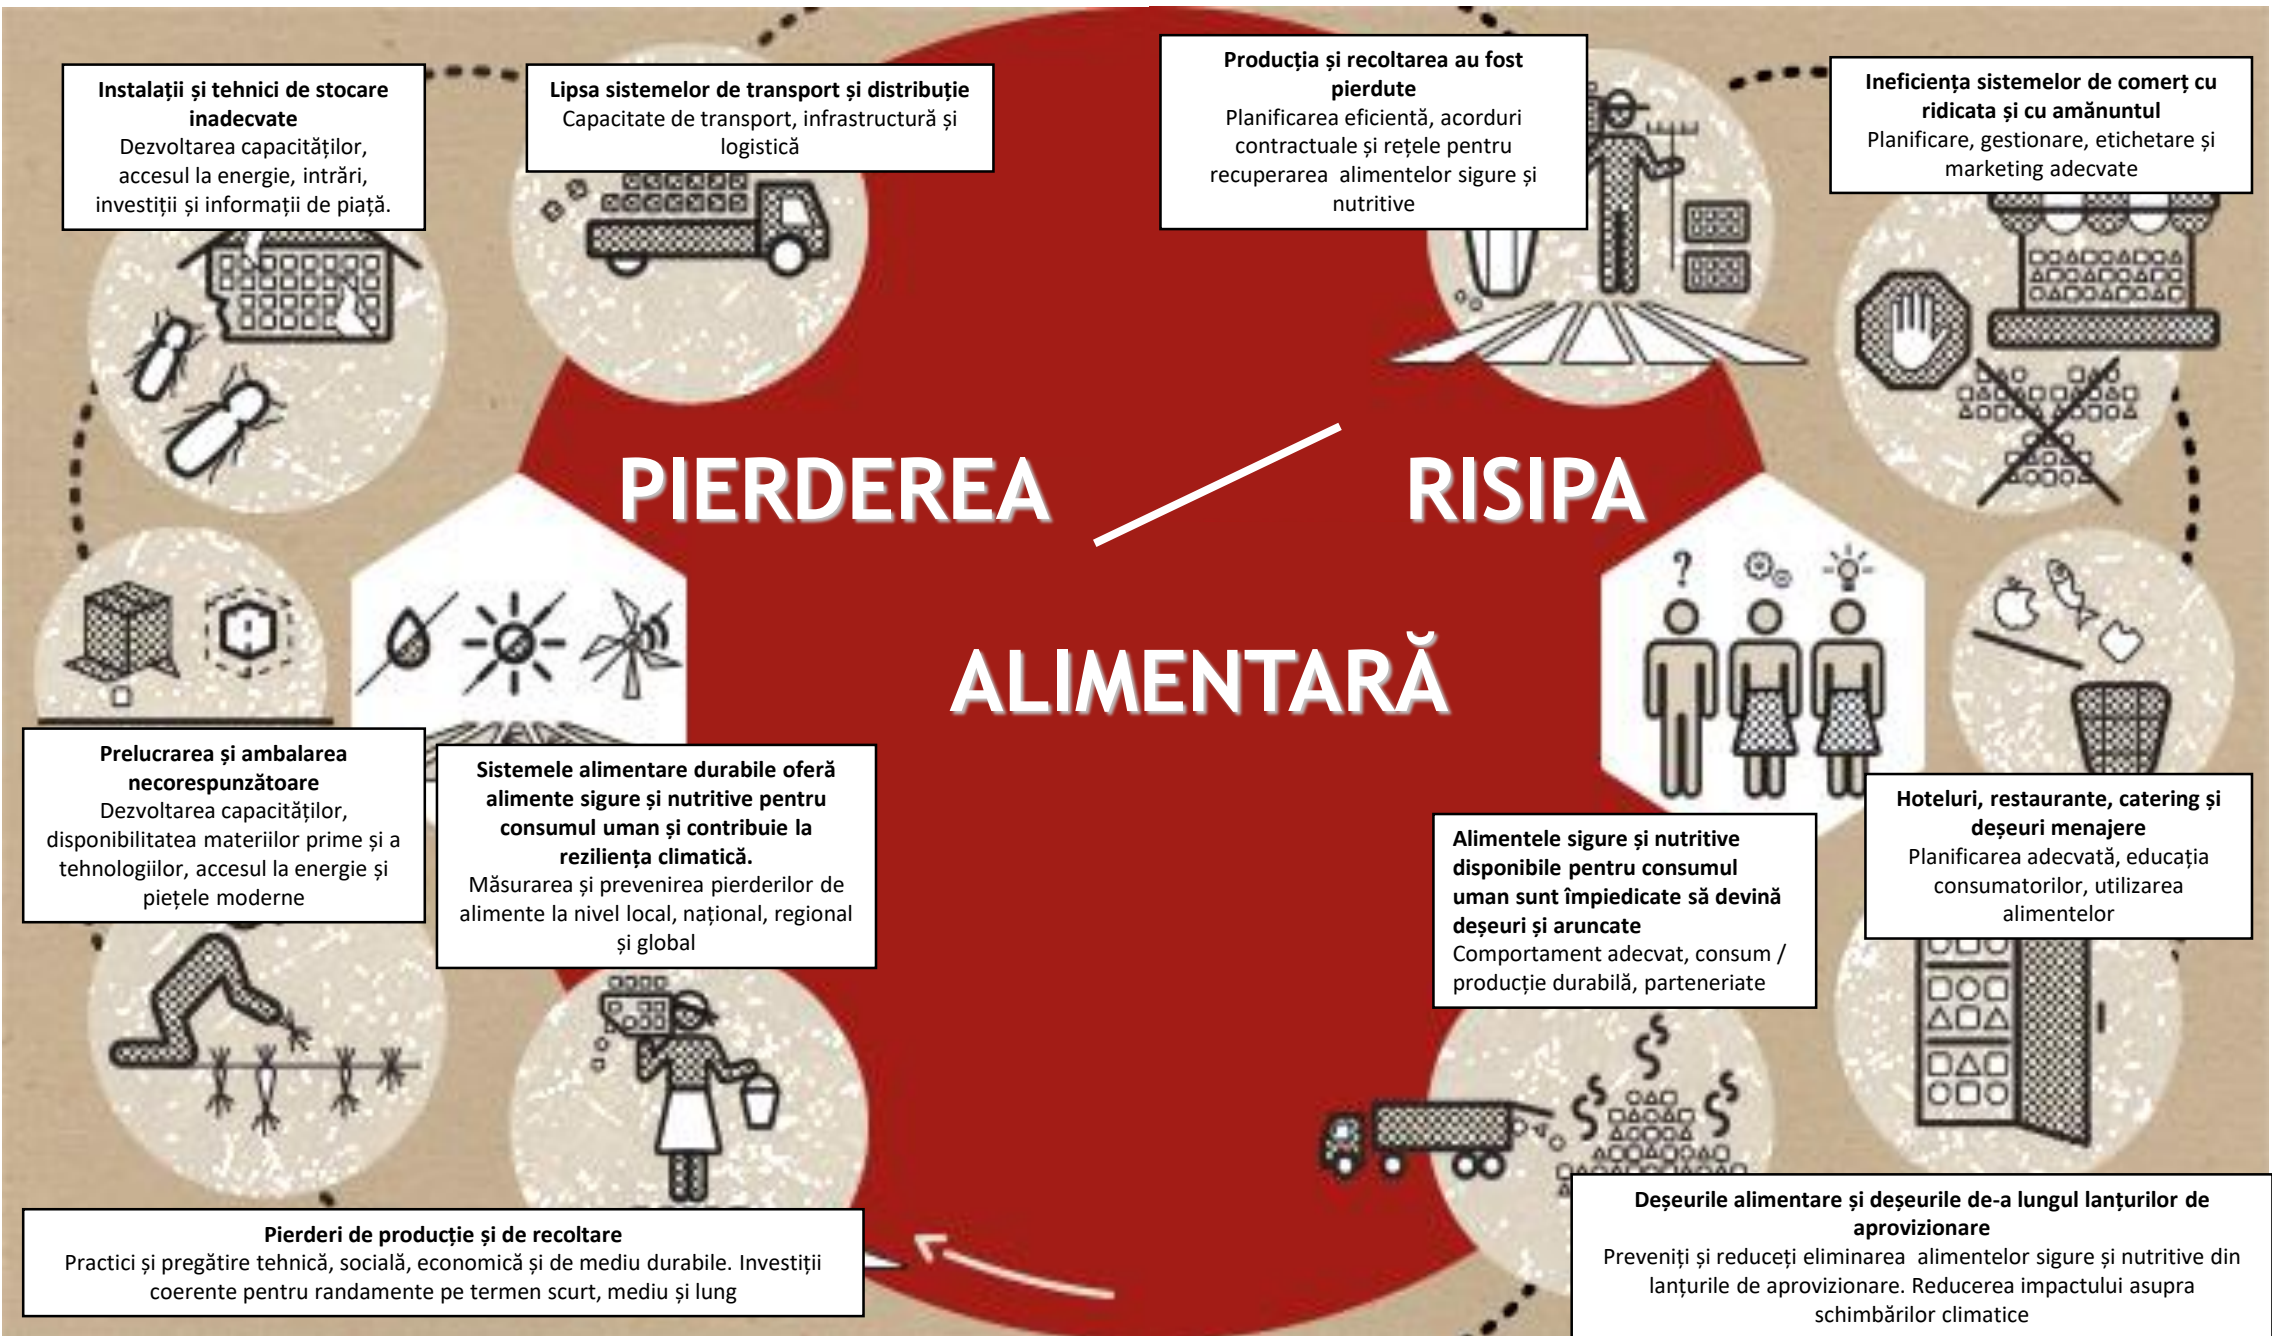 Instalații și tehnici de stocare
inadecvate
Dezvoltarea capacităților,
accesul la energie, intrări,
investiții și informații de piață.
Lipsa sistemelor de transport și distribuție
Capacitate de transport, infrastructură și
logistică
Producția și recoltarea au fost
pierdute
Planificarea eficientă, acorduri
contractuale și rețele pentru
recuperarea alimentelor sigure și
nutritive
Ineficiența sistemelor de comerț cu
ridicata și cu amănuntul
Planificare, gestionare, etichetare și
marketing adecvate
PIERDEREA / RISIPA
ALIMENTARĂ
?
Prelucrarea și ambalarea
necorespunzătoare
Dezvoltarea capacităților,
disponibilitatea materiilor prime și a
tehnologiilor, accesul la energie și
piețele moderne
Sistemele alimentare durabile oferă
alimente sigure și nutritive pentru
consumul uman și contribuie la
reziliența climatică.
Măsurarea și prevenirea pierderilor de
alimente la nivel local, național, regional
și global
Alimentele sigure și nutritive
disponibile pentru consumul
uman sunt împiedicate să devină
deșeuri și aruncate
Comportament adecvat, consum /
producție durabilă, parteneriate
Hoteluri, restaurante, catering și
deșeuri menajere
Planificarea adecvată, educația
consumatorilor, utilizarea
alimentelor
Pierderi de producție și de recoltare
Practici și pregătire tehnică, socială, economică și de mediu durabile. Investiții
coerente pentru randamente pe termen scurt, mediu și lung
Deșeurile alimentare și deșeurile de-a lungul lanțurilor de
aprovizionare
Preveniți și reduceți eliminarea alimentelor sigure și nutritive din
lanțurile de aprovizionare. Reducerea impactului asupra
schimbărilor climatice